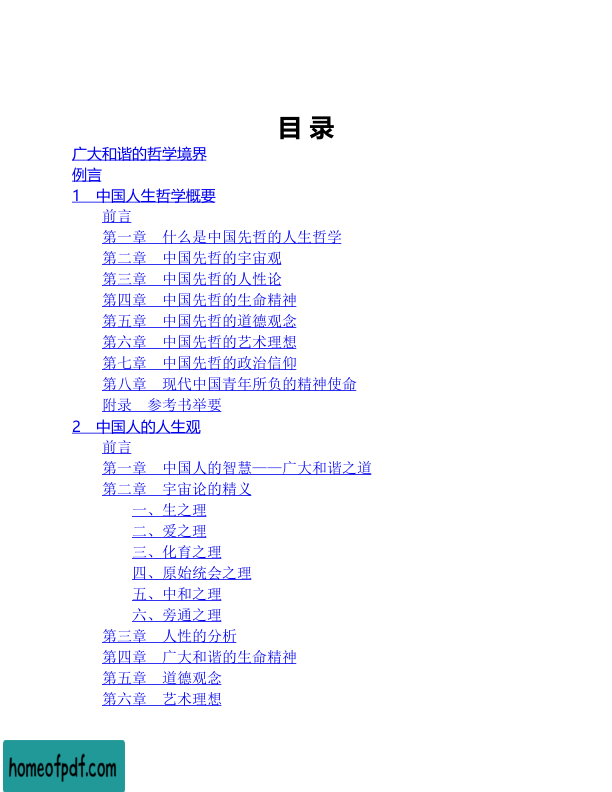 目 录
广大和谐的哲学境界
例言
1　中国人生哲学概要
前言
第一章　什么是中国先哲的人生哲学
第二章　中国先哲的宇宙观
第三章　中国先哲的人性论
第四章　中国先哲的生命精神
第五章　中国先哲的道德观念
第六章　中国先哲的艺术理想
第七章　中国先哲的政治信仰
第八章　现代中国青年所负的精神使命
附录　参考书举要
2　中国人的人生观
前言
第一章　中国人的智慧——广大和谐之道
第二章　宇宙论的精义
一、生之理
二、爱之理
三、化育之理
四、原始统会之理
五、中和之理
六、旁通之理
第三章　人性的分析
第四章　广大和谐的生命精神
第五章　道德观念
第六章　艺术理想
homeofpdf.com